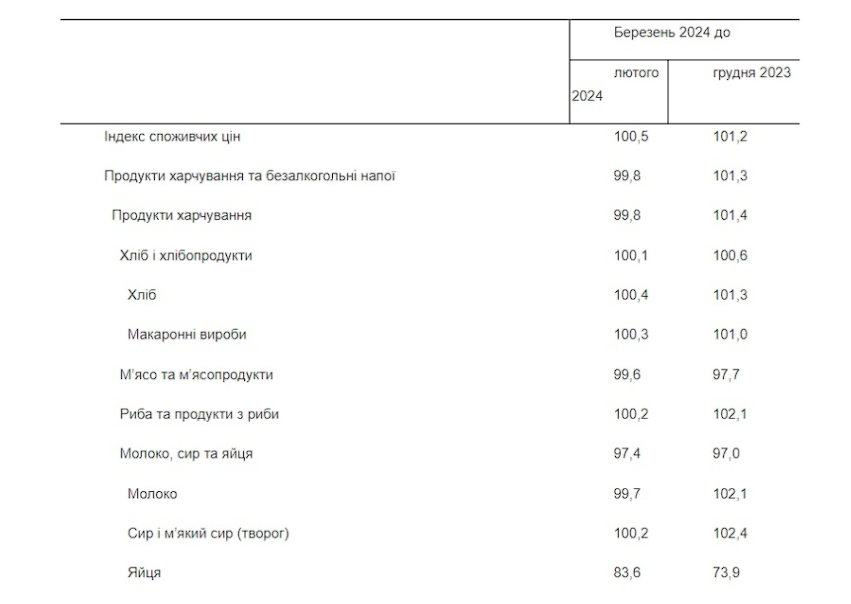 Березень 2024 до
лютого грудня 2023
2024
Індекс споживчих цін 100,5 101,2
Продукти харчування та безалкогольні напої 99,8 101,3
Продукти харчування 99,8 101,4
Хліб і хлібопродукти 100,1 100,6
Хліб 100,4 101,3
Макаронні вироби 100,3 101,0
М’ясо та м’ясопродукти 99,6 97,7
Риба та продукти з риби 100,2 102,1
Молоко, сир та яйця 97,4 97,0
Молоко 99,7 102,1
Сир і м’який сир (творог) 100,2 102,4
Яйця 83,6 73,9